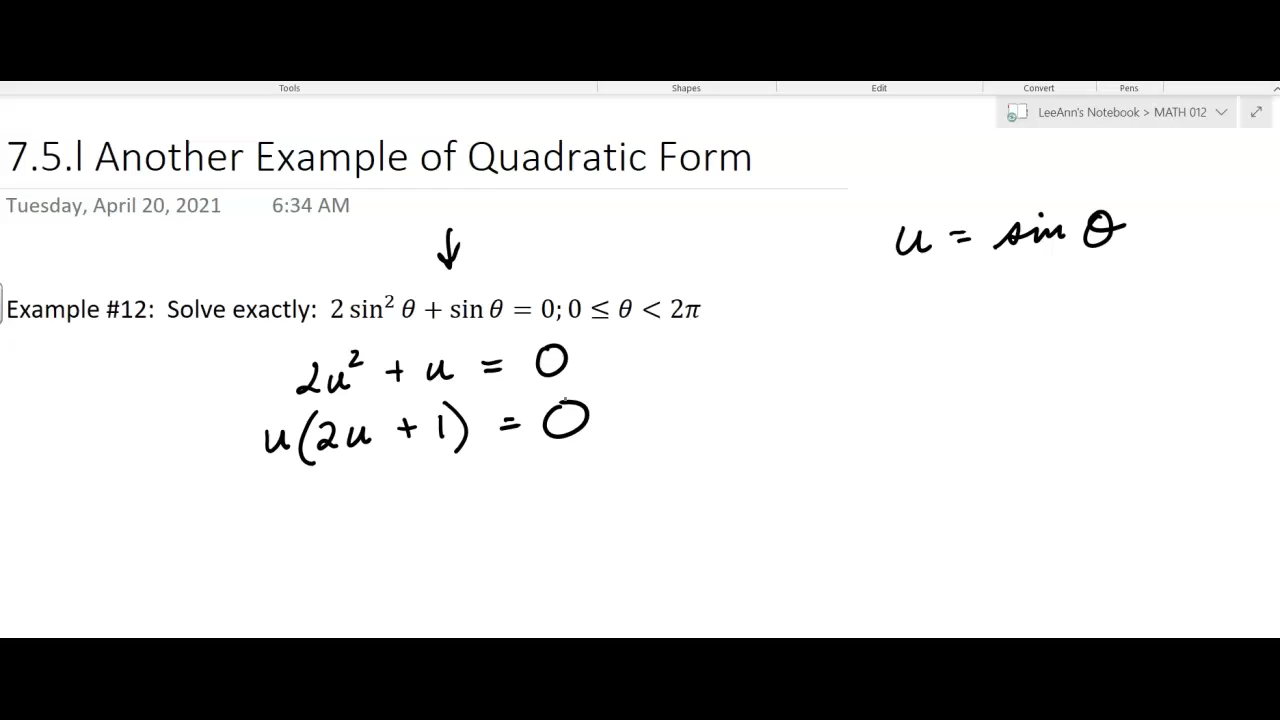 Tools Shapes Edit Convert Pens
LeeAnn's Notebook > MATH 012
7.5.l Another Example of Quadratic Form
Tuesday, April 20, 2021 6:34 AM
u = sin θ
Example #12: Solve exactly: 2 sin² θ + sin θ = 0; 0 ≤ θ < 2π
2u² + u = 0
u(2u + 1) = 0